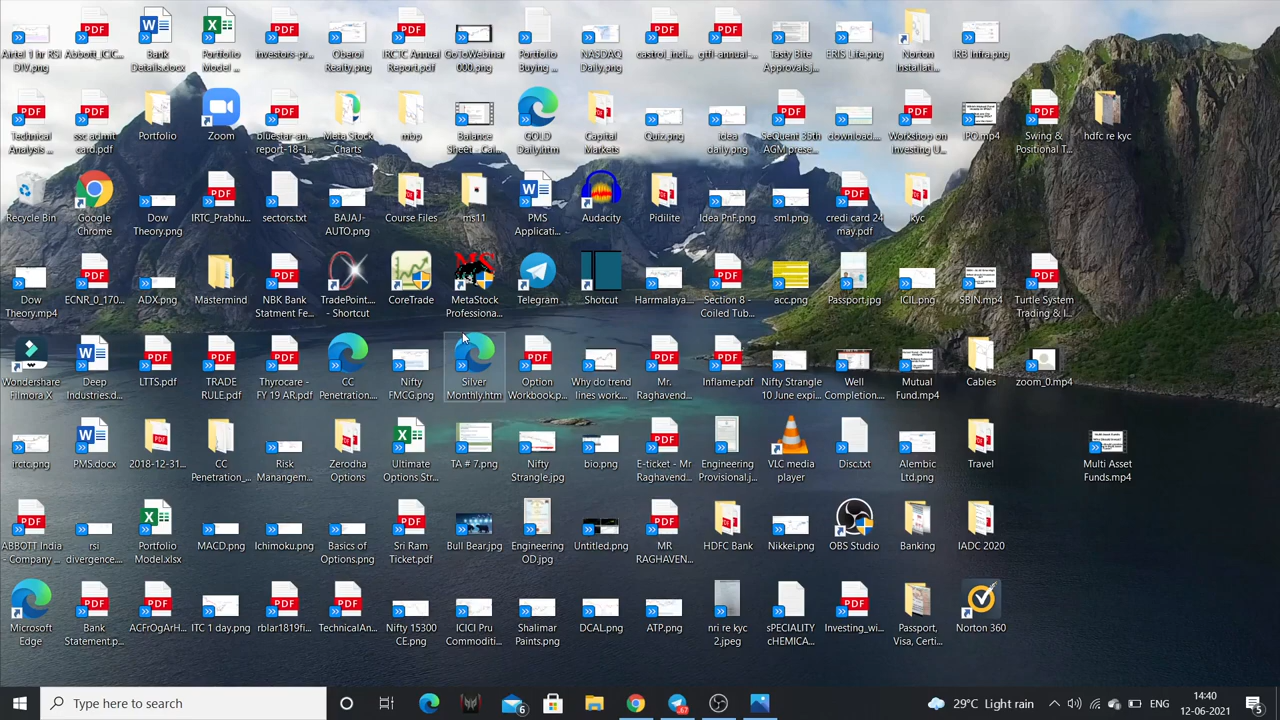 Airtel 1 hr RSI DIV.png
Abbott_ICIC...
Bank Details.docx
Portfolio Model ...
investors-pr...
Oberoi Realty.png
IRCTC Annual Report.pdf
GoToWebinar 000.png
Portfolio Buying ...
NASDAQ Daily.png
castrol_indi...
gtfl-annual-...
Tasty Bite Approvals.j...
ERIS Life.png
Norton Installati...
IRB Infra.png
Technical Analysis ...
ssc admit card.pdf
Portfolio
Zoom
bluestar-an... report-18-1...
Meta Stock Charts
mbp
Balance Sheet _ Cal...
GOLD Daily.htm
Capital Markets
Quiz.png
idea daily.png
SeQuent 35th AGM prese...
download....
Workshop on Investing U...
IPO.mp4
Swing & Positional T...
hdfc re kyc
Recycle Bin
Google Chrome
Dow Theory.png
IRTC_Prabhu...
sectors.txt
BAJAJ-AUTO.png
Course Files
ms11
PMS Applicati...
Audacity
Pidilite
Idea PnF.png
sml.png
credi card 24 may.pdf
kyc
Dow Theory.mp4
ECNR_0_170...
ADX.png
Mastermind
NBK Bank Statment Fe...
TradePoint.... - Shortcut
CoreTrade
MetaStock Professiona...
Telegram
Shotcut
Harrmalaya....
Section 8 - Coiled Tub...
acc.png
Passport.jpg
ICIL.png
SBIN.mp4
Turtle System Trading & I...
Wondershare Filmora X
Deep Industries.d...
LTTS.pdf
TRADE RULE.pdf
Thyrocare - FY 19 AR.pdf
CC Penetration....
Nifty FMCG.png
Silver Monthly.htm
Option Workbook.p...
Why do trend lines work....
Mr. Raghavend...
Inflame.pdf
Nifty Strangle 10 June expi...
Well Completion....
Mutual Fund.mp4
Cables
zoom_0.mp4
irctc.png
PMS.docx
2018-12-31...
CC Penetration_...
Risk Manangem...
Zerodha Options
Ultimate Options Str...
TA # 7.png
Nifty Strangle.jpg
bio.png
E-ticket - Mr Raghavend...
Engineering Provisional.j...
VLC media player
Disc.txt
Alembic Ltd.png
Travel
Multi Asset Funds.mp4
ABBOTT India - Company ...
rsi divergence....
Portfolio Model.xlsx
MACD.png
Ichimoku.png
Basics of Options.png
Sri Ram Ticket.pdf
Bull Bear.jpg
Engineering OD.jpg
Untitled.png
MR RAGHAVEN...
HDFC Bank
Nikkei.png
OBS Studio
Banking
IADC 2020
Microsoft Edge
Bank Statement.p...
ACFrOgArH...
ITC 1 day.png
rblar1819fi...
TechnicalAn...
Nifty 15300 CE.png
ICICI Pru Commoditi...
Shalimar Paints.png
DCAL.png
ATP.png
nri re kyc 2.jpeg
sPECIALITY cHEMICA...
Investing_wi...
Passport, Visa, Certi...
Norton 360
Type here to search
6
67
29°C Light rain
ENG
14:40
12-06-2021
5